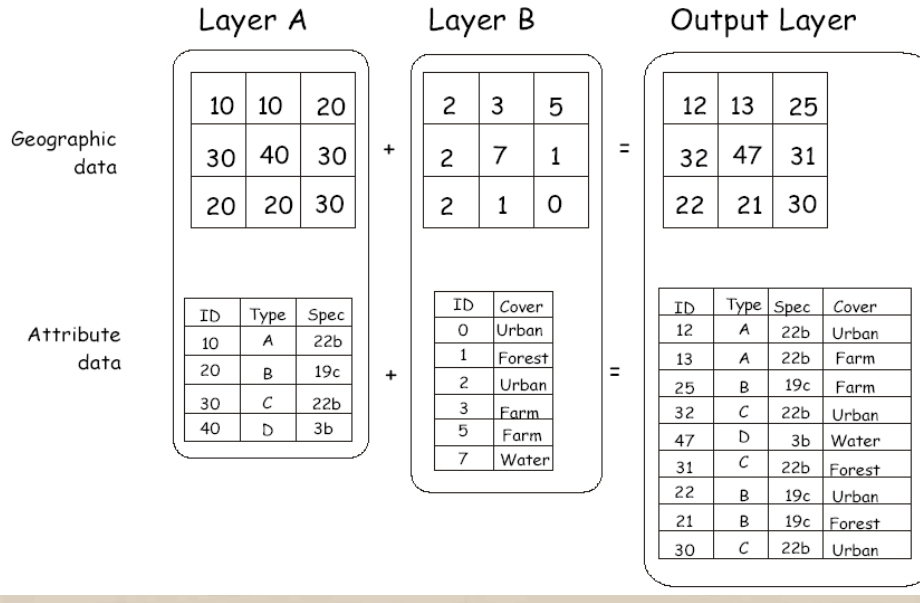 Layer A Layer B Output Layer
Geographic
data
10 10 20
30 40 30
20 20 30
+
2 3 5
2 7 1
2 1 0
=
12 13 25
32 47 31
22 21 30
Attribute
data
ID Type Spec
10 A 22b
20 B 19c
30 C 22b
40 D 3b
+
ID Cover
0 Urban
1 Forest
2 Urban
3 Farm
5 Farm
7 Water
=
ID Type Spec Cover
12 A 22b Urban
13 A 22b Farm
25 B 19c Farm
32 C 22b Urban
47 D 3b Water
31 C 22b Forest
22 B 19c Urban
21 B 19c Forest
30 C 22b Urban